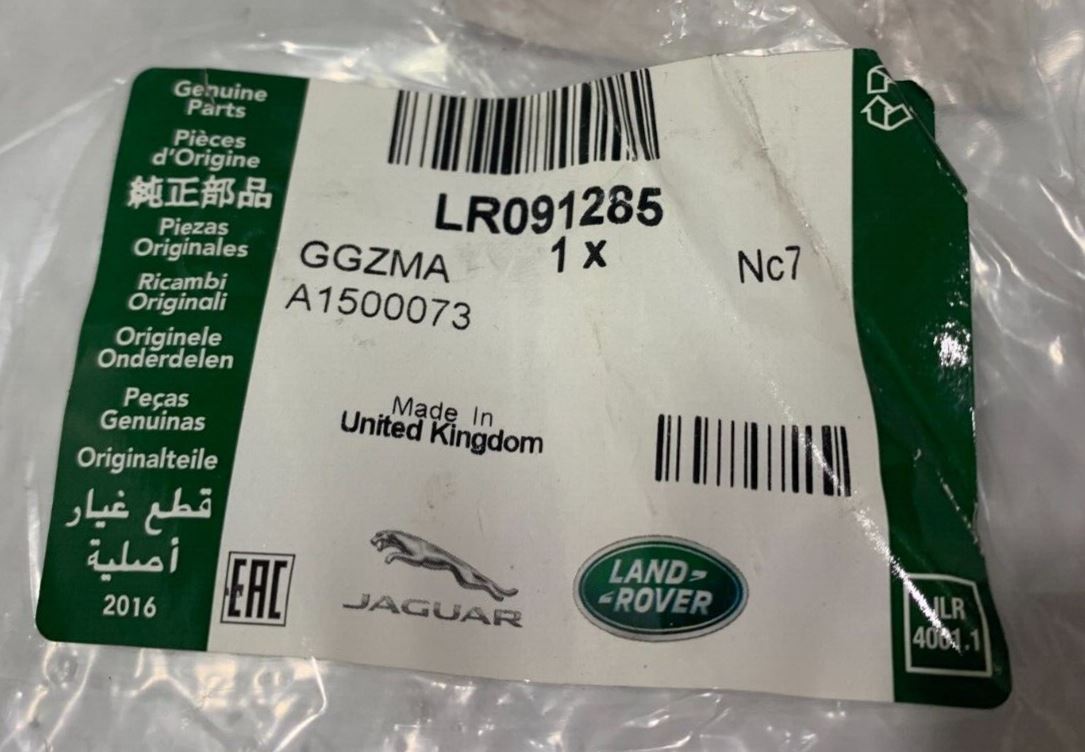 Genuine
Parts
Pièces
d'Origine
純正部品
Piezas
Originales
Ricambi
Originali
Originele
Onderdelen
Peças
Genuinas
Originalteile
قطع غيار
أصلية
2016
LR091285
1 x
GGZMA
Nc7
A1500073
Made In
United Kingdom
EAC
JAGUAR
LAND-
-ROVER
JLR
4001.1